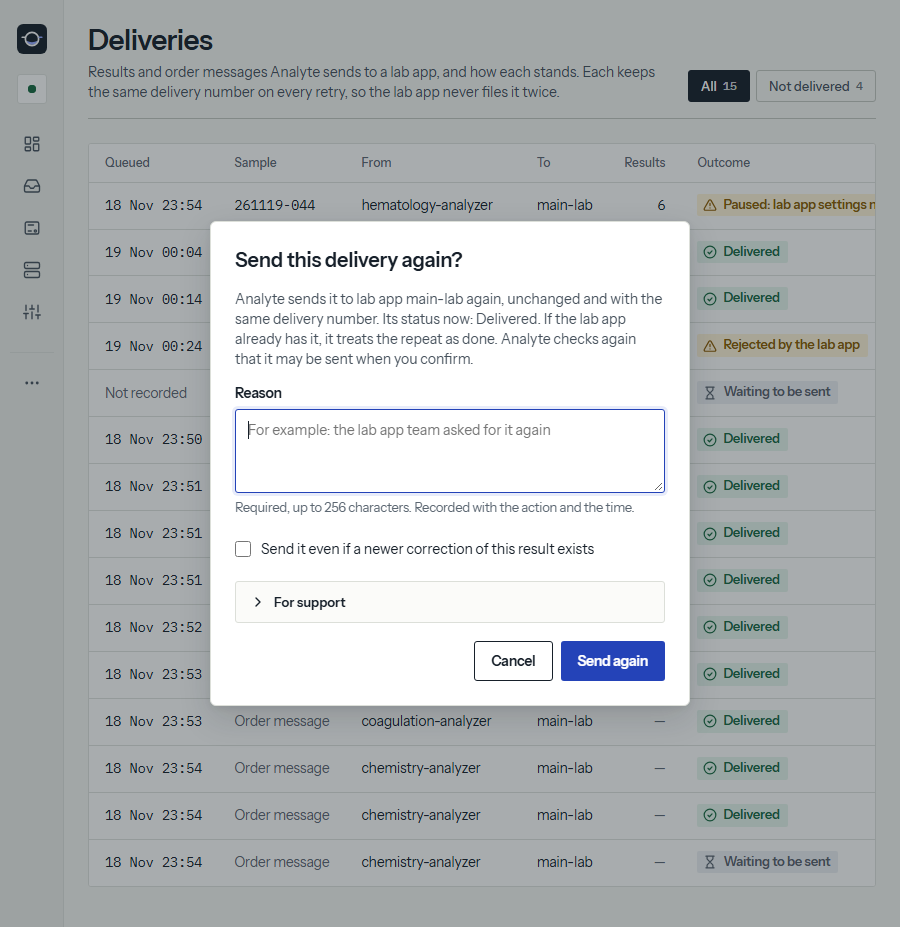 Deliveries
Results and order messages Analyte sends to a lab app, and how each stands. Each keeps
the same delivery number on every retry, so the lab app never files it twice.
All 15
Not delivered 4
Queued Sample From To Results Outcome
18 Nov 23:54 261119-044 hematology-analyzer main-lab 6 Paused: lab app settings
19 Nov 00:04 Delivered
19 Nov 00:14 Delivered
19 Nov 00:24 Rejected by the lab app
Not recorded Waiting to be sent
18 Nov 23:50 Delivered
18 Nov 23:51 Delivered
18 Nov 23:51 Delivered
18 Nov 23:51 Delivered
18 Nov 23:52 Delivered
18 Nov 23:53 Delivered
18 Nov 23:53 Order message coagulation-analyzer main-lab — Delivered
18 Nov 23:54 Order message chemistry-analyzer main-lab — Delivered
18 Nov 23:54 Order message chemistry-analyzer main-lab — Delivered
18 Nov 23:54 Order message chemistry-analyzer main-lab — Waiting to be sent
Send this delivery again?
Analyte sends it to lab app main-lab again, unchanged and with the
same delivery number. Its status now: Delivered. If the lab app
already has it, it treats the repeat as done. Analyte checks again
that it may be sent when you confirm.
Reason
For example: the lab app team asked for it again
Required, up to 256 characters. Recorded with the action and the time.
Send it even if a newer correction of this result exists
For support
Cancel
Send again